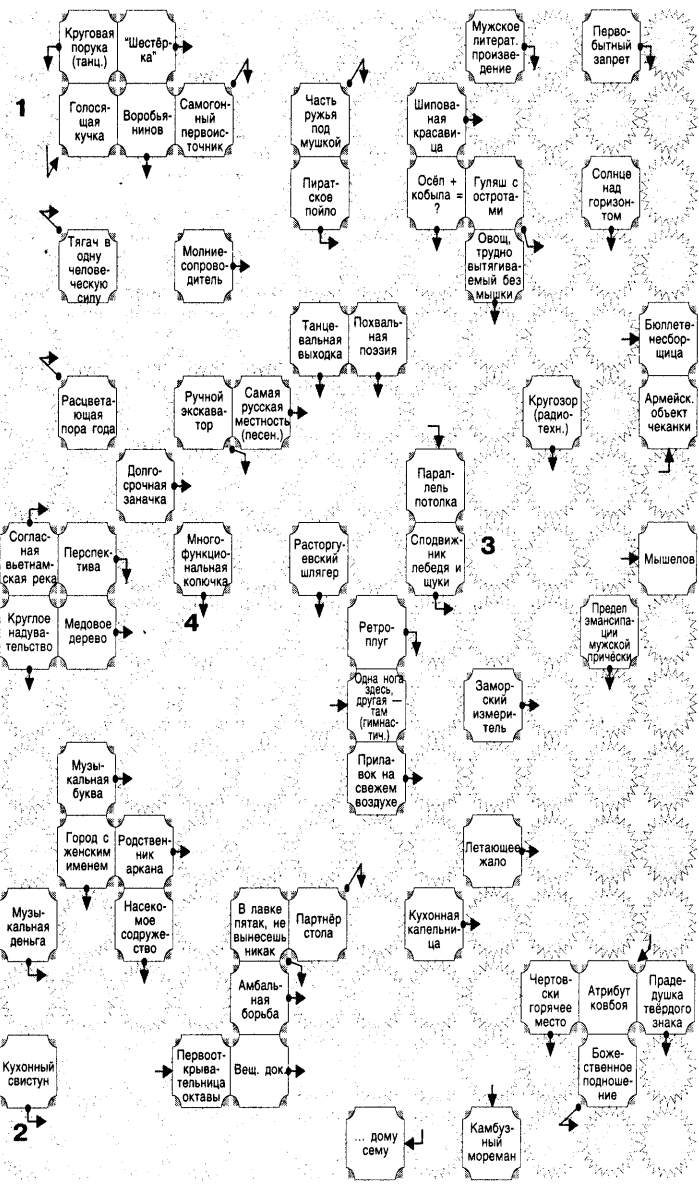 Круговая
порука
(танц.)
"Шестёр-
ка"
Мужское
литерат.
произве-
дение
Перво-
бытный
запрет
1
Голося-
щая
кучка
Воробья-
нинов
Самогон-
ный
первоис-
точник
Часть
ружья
под
мушкой
Шипова-
ная
красави-
ца
Пират-
ское
пойло
Осёл +
кобыла =
?
Гуляш с
острота-
ми
Солнце
над
горизон-
том
Тягач в
одну
челове-
ческую
силу
Молние-
сопрово-
дитель
Овощ,
трудно
вытягива-
емый без
мышки
Танце-
вальная
выходка
Похваль-
ная
поэзия
Бюллете-
несбор-
щица
Расцвета-
ющая
пора года
Ручной
экскава-
тор
Самая
русская
местность
(песен.)
Кругозор
(радио-
техн.)
Армейск.
объект
чеканки
Долго-
срочная
заначка
Парал-
лель
потолка
Соглас-
ная
вьетнам-
ская река
Перспек-
тива
Много-
функцио-
нальная
колючка
Расторгу-
евский
шлягер
Сподвиж-
ник
лебедя и
щуки
3
Мышелов
4
Круглое
надува-
тельство
Медовое
дерево
Ретро-
плуг
Предел
эмансипа-
ции
мужской
прически
Одна нога
здесь,
другая —
там
(гимнас-
тич.)
Замор-
ский
измери-
тель
Музы-
кальная
буква
Прила-
вок на
свежем
воздухе
Город с
женским
именем
Родствен-
ник
аркана
Летающее
жало
Музы-
кальная
деньга
Насеко-
мое
содруже-
ство
В лавке
пятак, не
вынесешь
никак
Партнёр
стола
Кухонная
капельни-
ца
Амбаль-
ная
борьба
Чертов-
ски
горячее
место
Атрибут
ковбоя
Праде-
душка
твёрдого
знака
Кухонный
свистун
Первоот-
крыва-
тельница
октавы
Вещ. док.
Боже-
ственное
подноше-
ние
2
... дому
сему
Камбуз-
ный
мореман